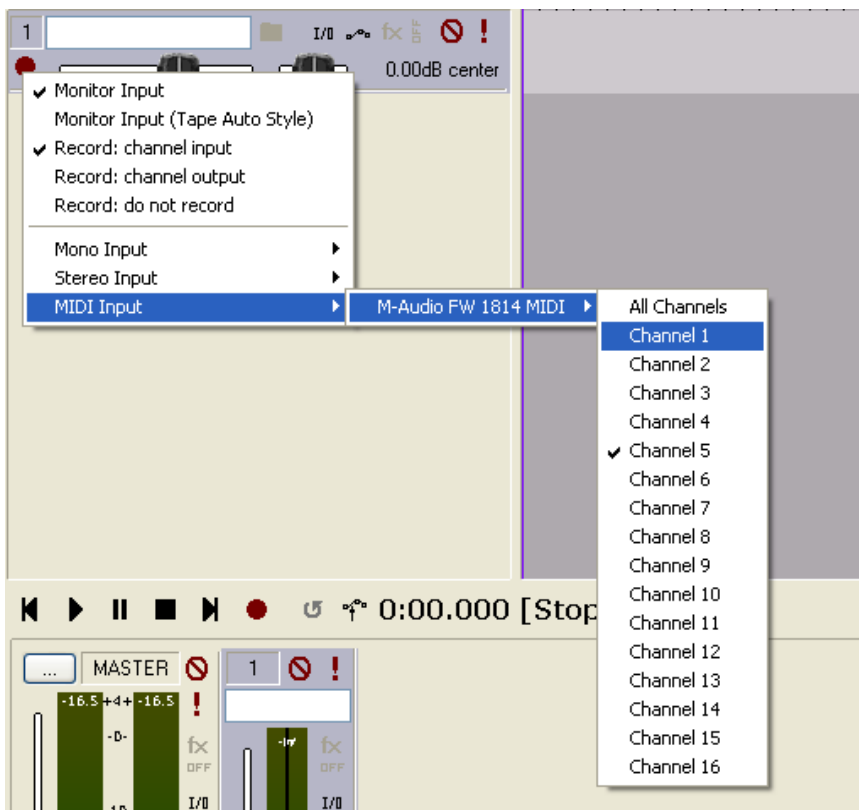 1
I/O
fx
OFF
0.00dB center
Monitor Input
Monitor Input (Tape Auto Style)
Record: channel input
Record: channel output
Record: do not record
Mono Input
Stereo Input
MIDI Input
M-Audio FW 1814 MIDI
All Channels
Channel 1
Channel 2
Channel 3
Channel 4
Channel 5
Channel 6
Channel 7
Channel 8
Channel 9
Channel 10
Channel 11
Channel 12
Channel 13
Channel 14
Channel 15
Channel 16
0:00.000 [Stop
... MASTER
-16.5 +4+ -16.5
-0-
fx
OFF
I/O
1
-inf
fx
OFF
I/O